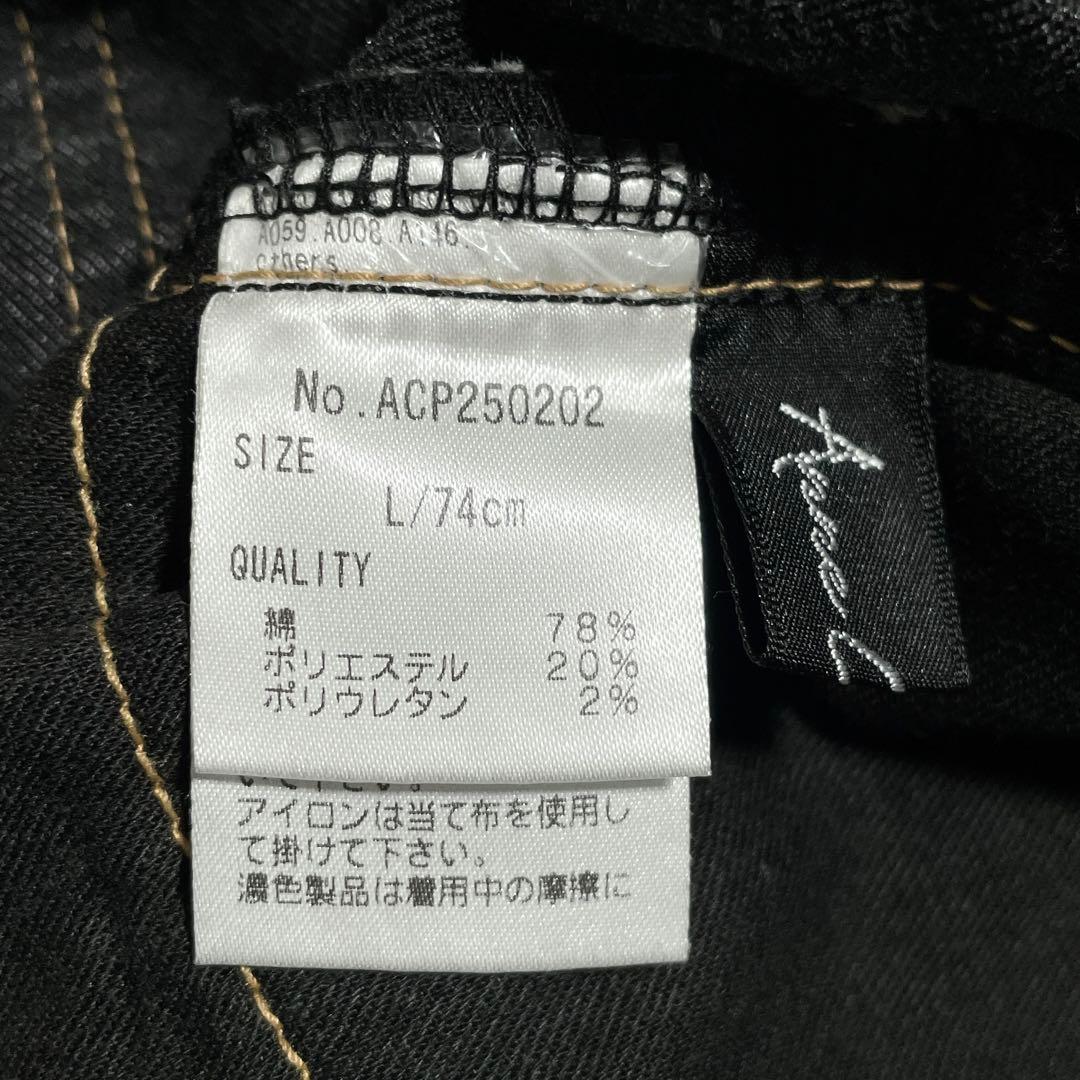 A059.A008 A146.
others
No.ACP250202
SIZE
L/74cm
QUALITY
綿 78%
ポリエステル 20%
ポリウレタン 2%
アイロンは当て布を使用し
て掛けて下さい。
濃色製品は着用中の摩擦に